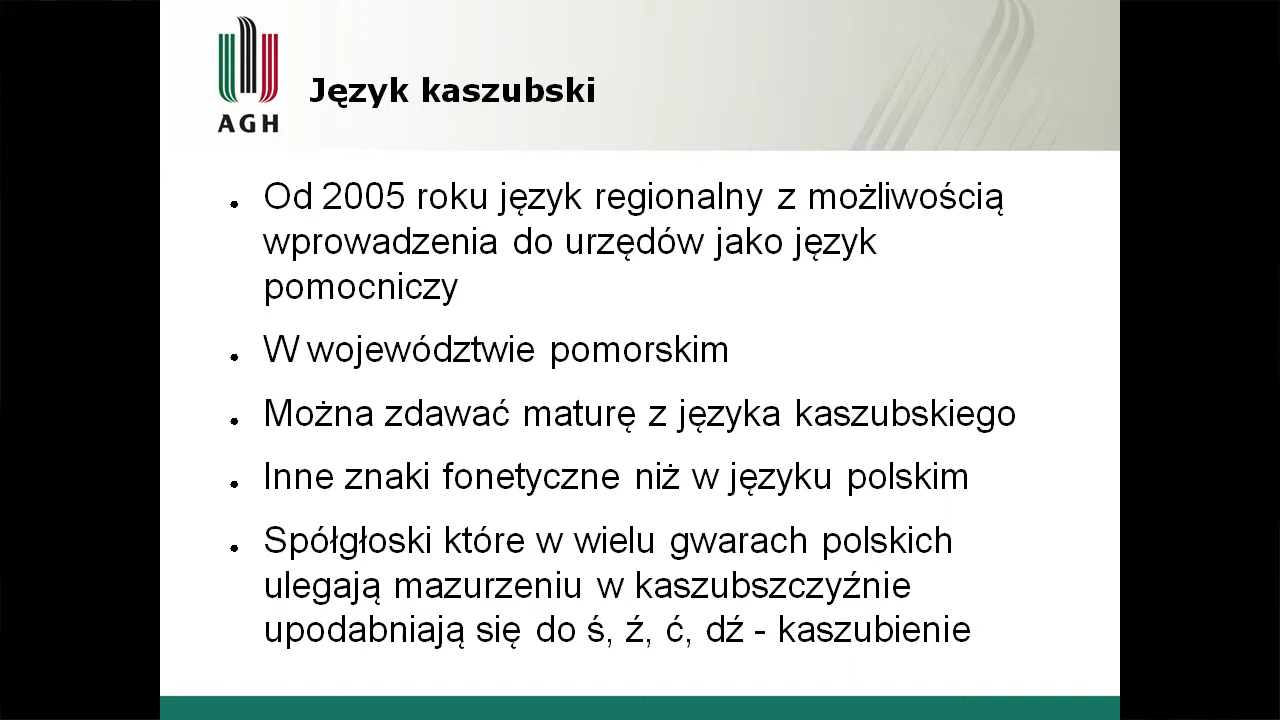 AGH
Język kaszubski
Od 2005 roku język regionalny z możliwością
wprowadzenia do urzędów jako język
pomocniczy
W województwie pomorskim
Można zdawać maturę z języka kaszubskiego
Inne znaki fonetyczne niż w języku polskim
Spółgłoski które w wielu gwarach polskich
ulegają mazurzeniu w kaszubszczyźnie
upodabniają się do ś, ź, ć, dź - kaszubienie